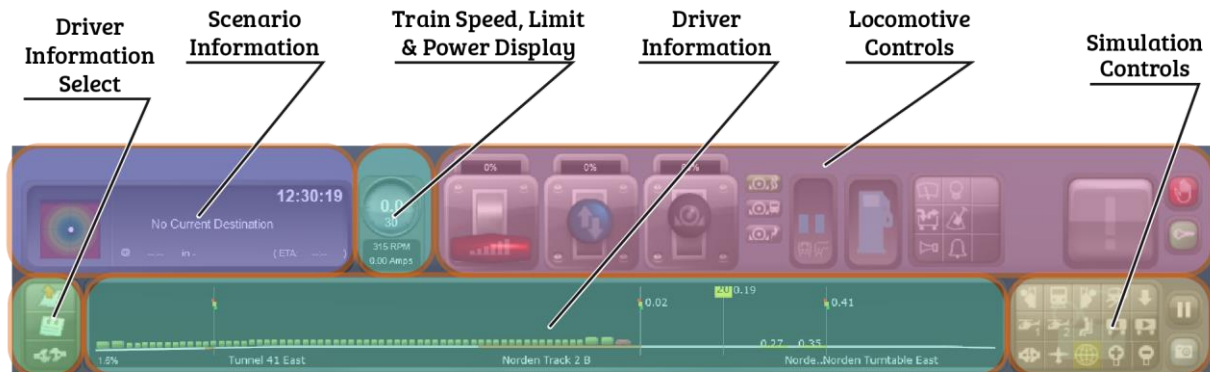 Driver
Information
Select
Scenario
Information
Train Speed, Limit
& Power Display
Driver
Information
Locomotive
Controls
Simulation
Controls
12:30:19
No Current Destination
@ --:-- in - (ETA: --:-- )
0.0
30
315 RPM
0.00 Amps
0%
0%
20 0.19
0.02
0.41
0.27 0.35
1.6%
Tunnel 41 East
Norden Track 2 B
Norde...Norden Turntable East